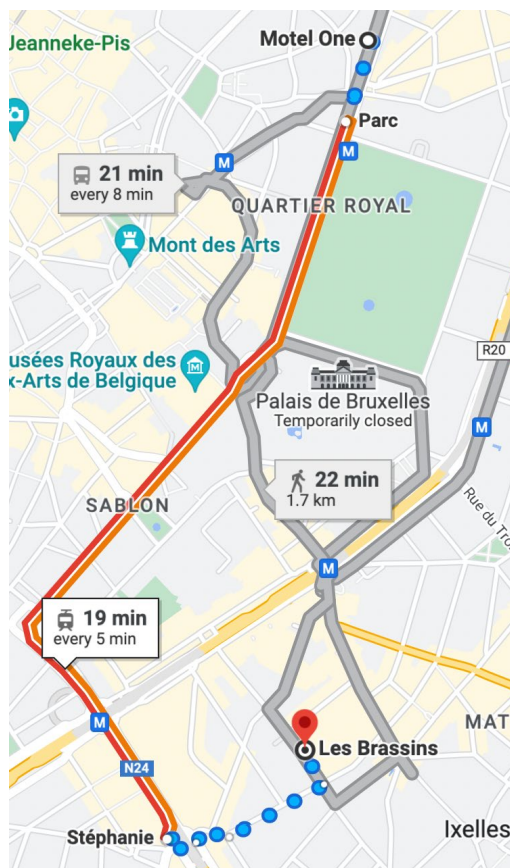 Motel One
Jeanneke-Pis
Parc
M
M
21 min
every 8 min
QUARTIER ROYAL
Mont des Arts
R20
usées Royaux des
x-Arts de Belgique
M
Palais de Bruxelles
Temporarily closed
M
22 min
1.7 km
SABLON
Rue du Tro
M
19 min
every 5 min
M
N24
Les Brassins
MAT
Stéphanie
Ixelles